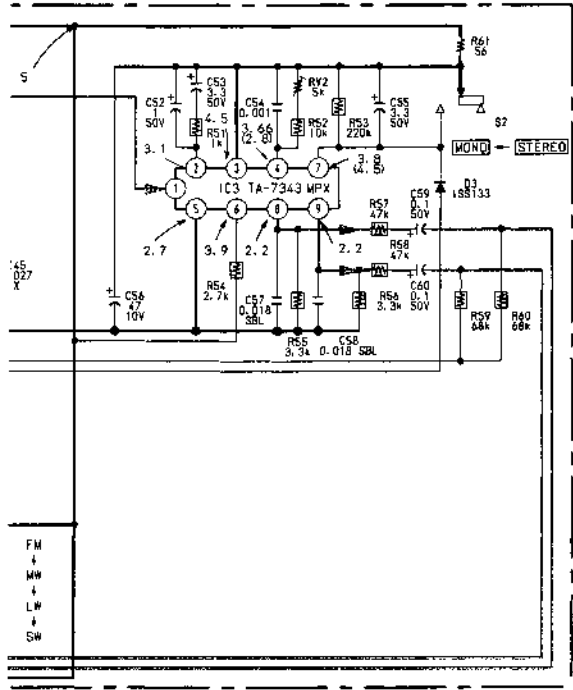 5
R61
56
C52
1
50V
C53
3.3
50V
4.5
R51
1k
C54
0.001
3.66
(2.8)
RV2
5k
R52
10k
R53
220k
C55
3.3
50V
S2
MONO
STEREO
3.1
2
3
4
7
3.8
(4.5)
1
IC3 TA-7343 MPX
D3
1SS133
5
6
8
9
2.7
3.9
2.2
2.2
R57
47k
C59
0.1
50V
R58
47k
C45
027
X
C56
47
10V
R54
2.7k
C57
0.018
SBL
R55
3.3k
C58
0.018 SBL
R56
3.3k
C60
0.1
50V
R59
68k
R60
68k
FM
MW
LW
SW